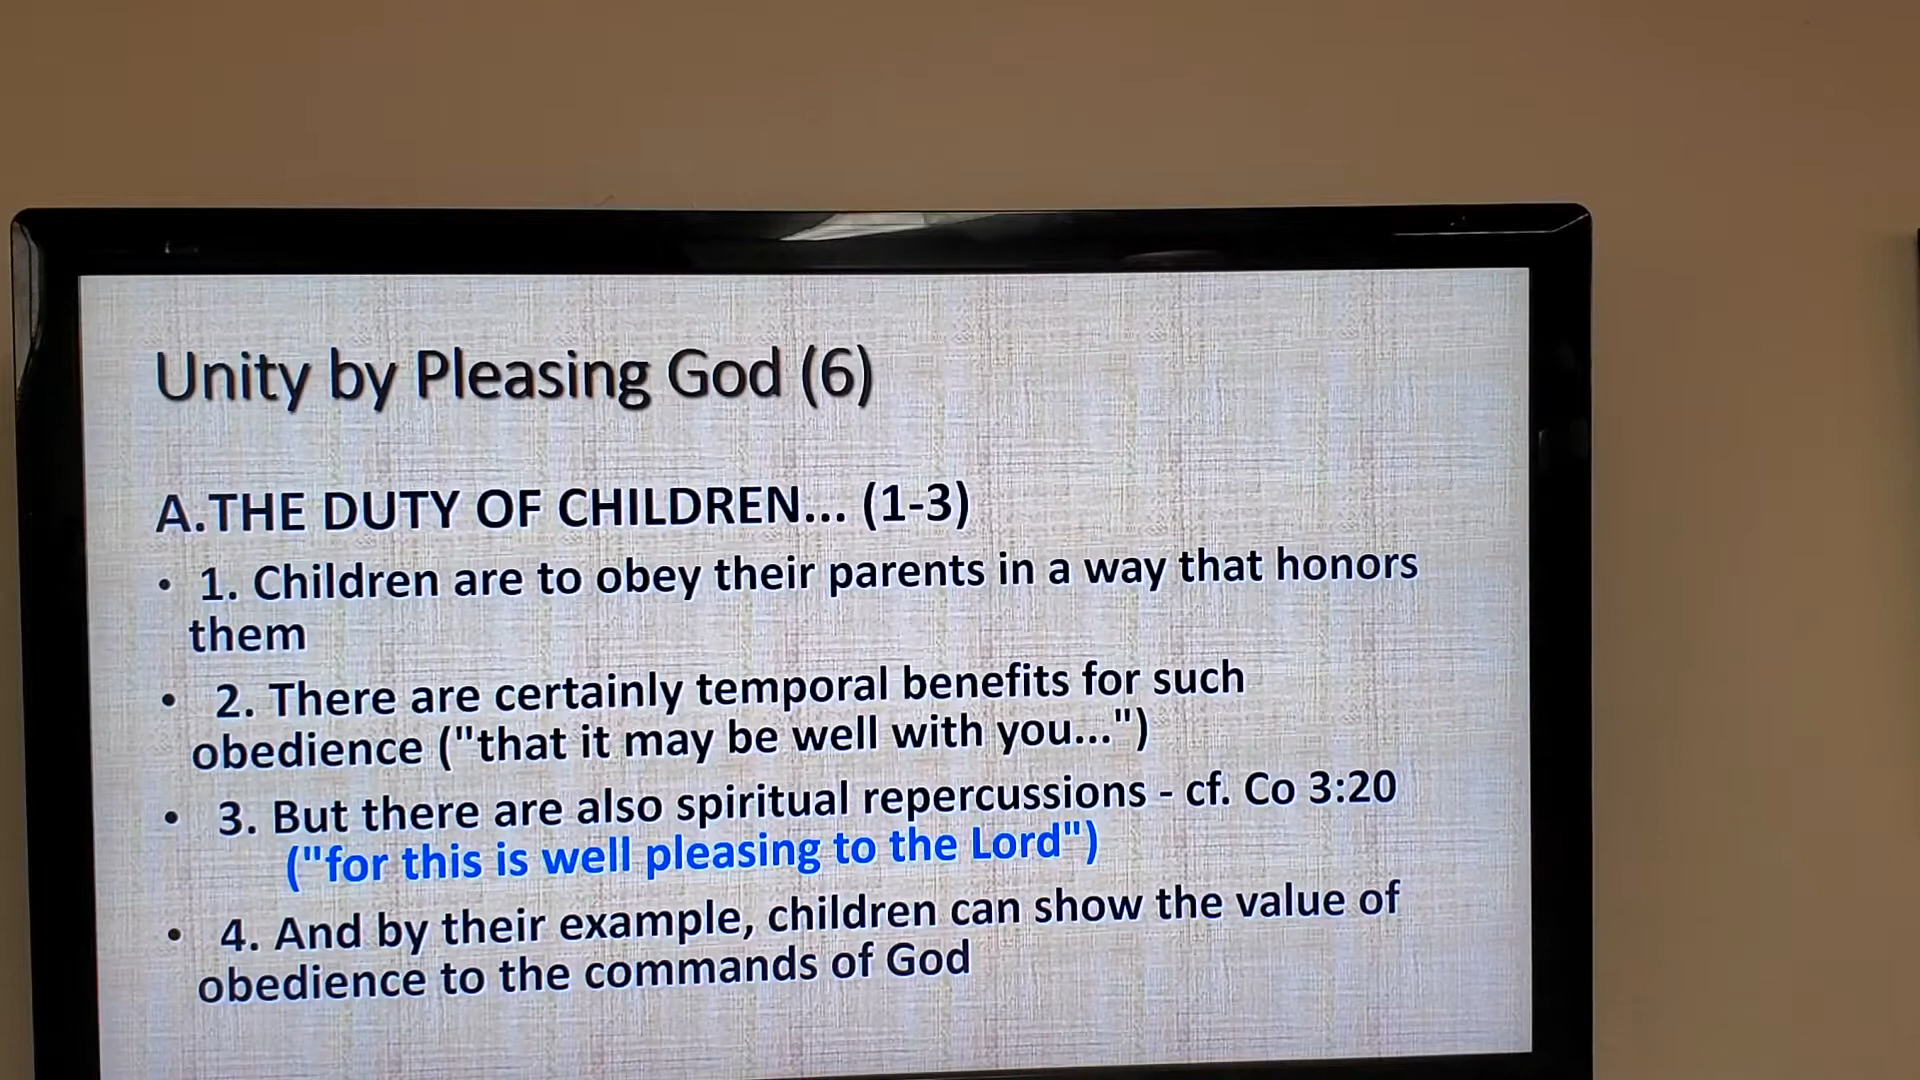 Unity by Pleasing God (6)
A.THE DUTY OF CHILDREN... (1-3)
• 1. Children are to obey their parents in a way that honors
them
• 2. There are certainly temporal benefits for such
obedience ("that it may be well with you...")
• 3. But there are also spiritual repercussions - cf. Co 3:20
("for this is well pleasing to the Lord")
• 4. And by their example, children can show the value of
obedience to the commands of God